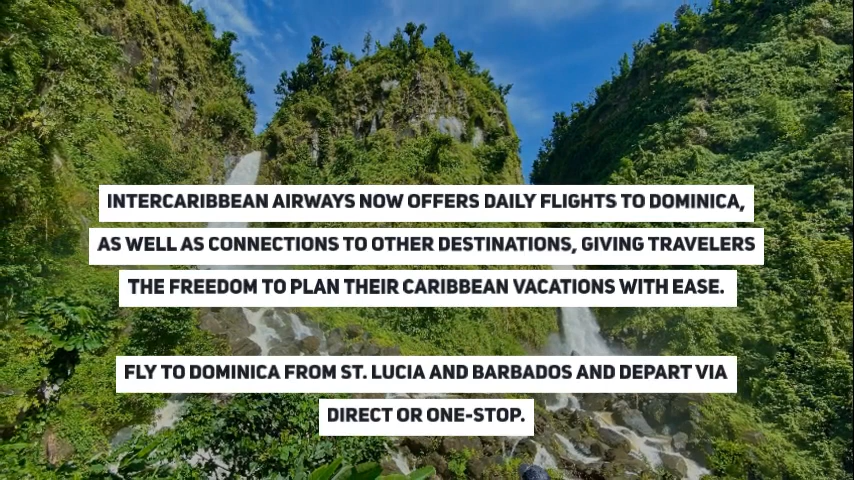 INTERCARIBBEAN AIRWAYS NOW OFFERS DAILY FLIGHTS TO DOMINICA,
AS WELL AS CONNECTIONS TO OTHER DESTINATIONS, GIVING TRAVELERS
THE FREEDOM TO PLAN THEIR CARIBBEAN VACATIONS WITH EASE.
FLY TO DOMINICA FROM ST. LUCIA AND BARBADOS AND DEPART VIA
DIRECT OR ONE-STOP.